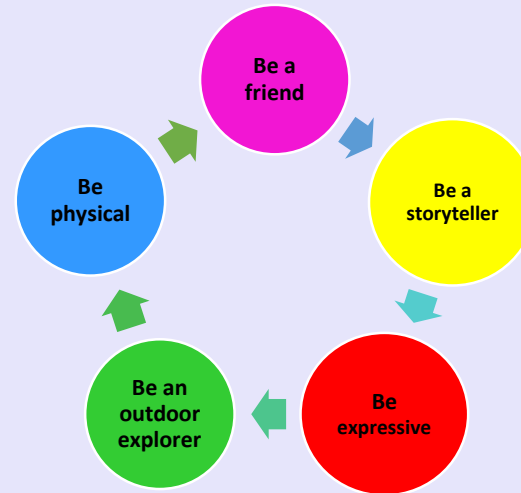 Be a
friend
Be a
storyteller
Be
expressive
Be an
outdoor
explorer
Be
physical